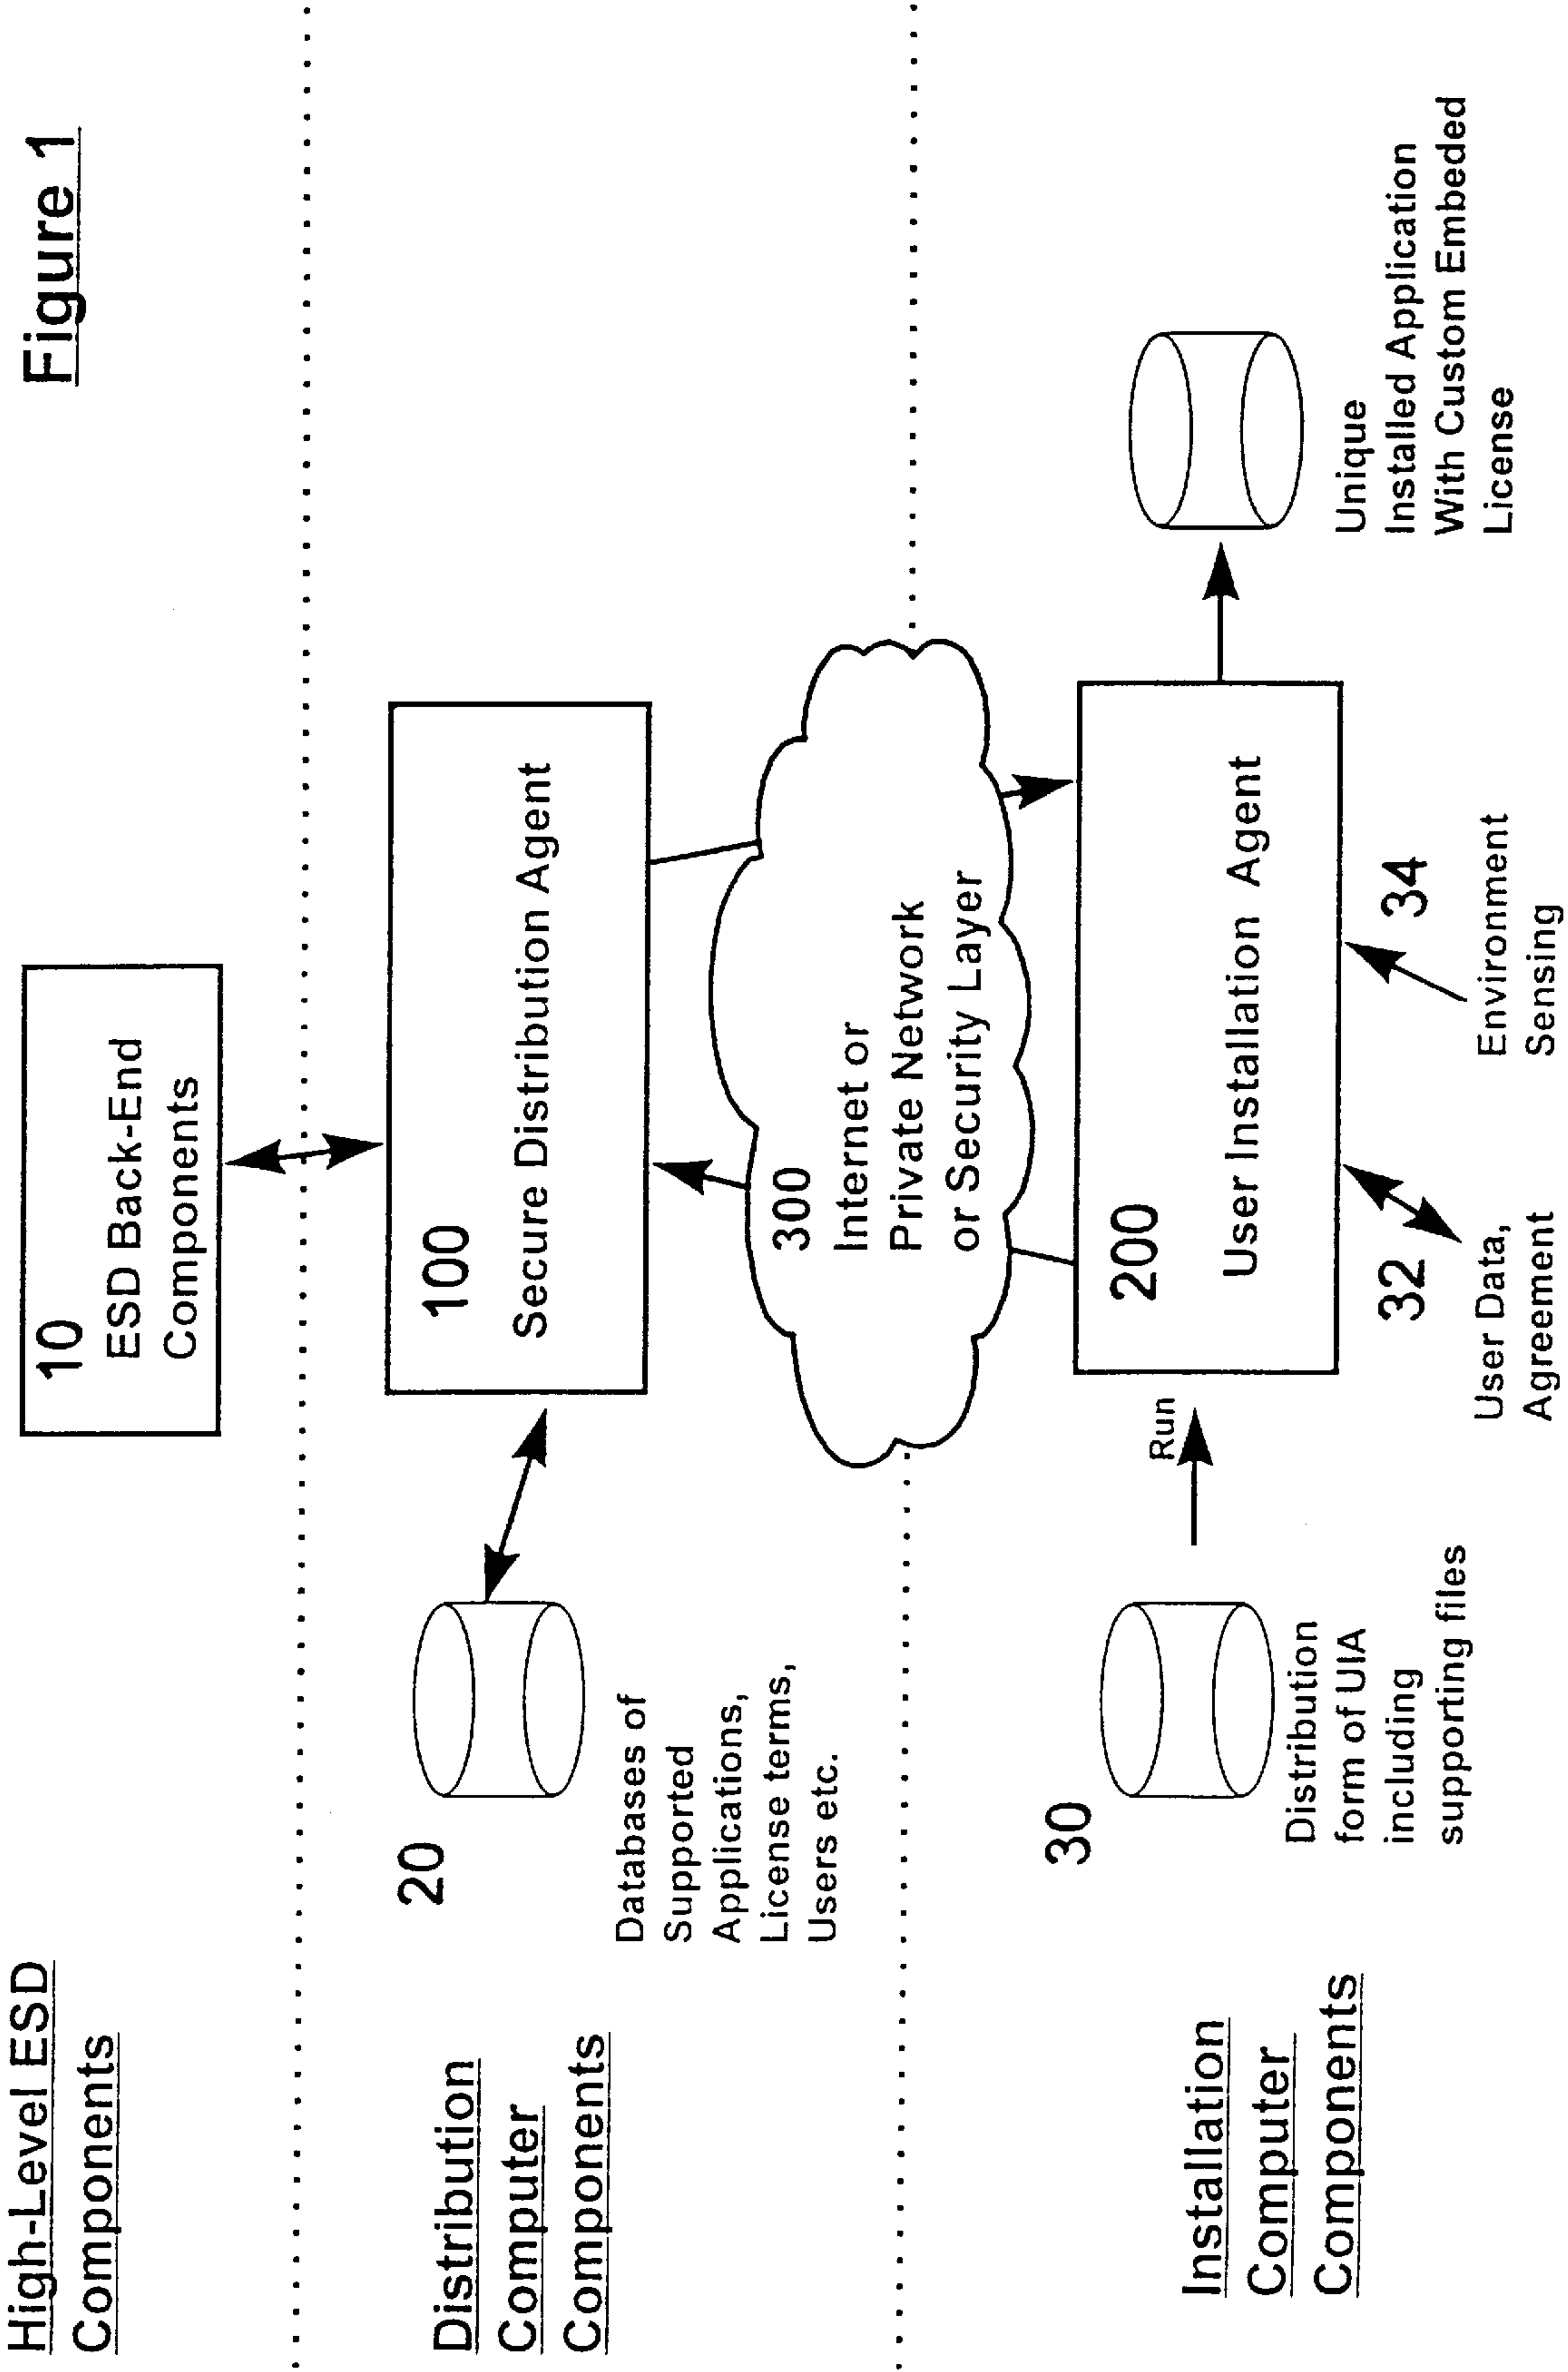 Figure 1
High-Level ESD
Components
10
ESD Back-End
Components
Distribution
Computer
Components
20
Databases of
Supported
Applications,
License terms,
Users etc.
100
Secure Distribution Agent
300
Internet or
Private Network
or Security Layer
Installation
Computer
Components
30
Distribution
form of UIA
including
supporting files
Run
200
User Installation Agent
32
User Data,
Agreement
34
Environment
Sensing
Unique
Installed Application
With Custom Embeded
License